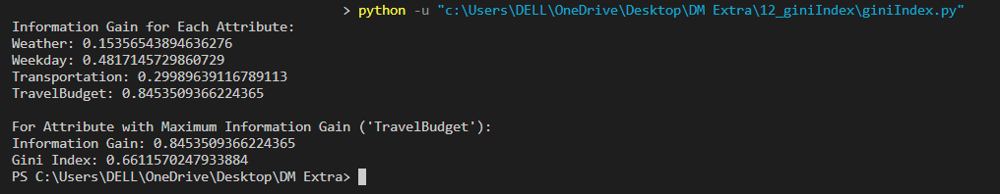 > python -u "c:\Users\DELL\OneDrive\Desktop\DM Extra\12_giniIndex\giniIndex.py"
Information Gain for Each Attribute:
Weather: 0.15356543894636276
Weekday: 0.4817145729860729
Transportation: 0.29989639116789113
TravelBudget: 0.8453509366224365
For Attribute with Maximum Information Gain ('TravelBudget'):
Information Gain: 0.8453509366224365
Gini Index: 0.6611570247933884
PS C:\Users\DELL\OneDrive\Desktop\DM Extra>